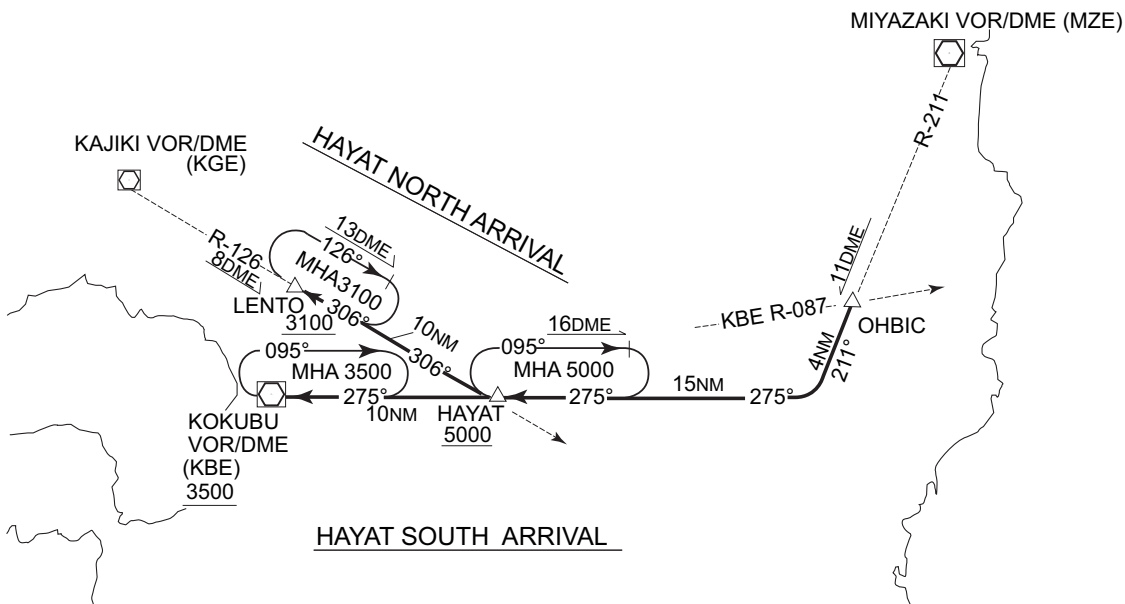 MIYAZAKI VOR/DME (MZE)
R-211
KAJIKI VOR/DME
(KGE)
HAYAT NORTH ARRIVAL
13DME
126°
MHA3100
R-126
8DME
LENTO
3100
306°
10NM
306°
11DME
KBE R-087
OHBIC
4NM
211°
16DME
095°
MHA 3500
095°
MHA 5000
275°
10NM
275°
15NM
275°
HAYAT
5000
KOKUBU
VOR/DME
(KBE)
3500
HAYAT SOUTH ARRIVAL